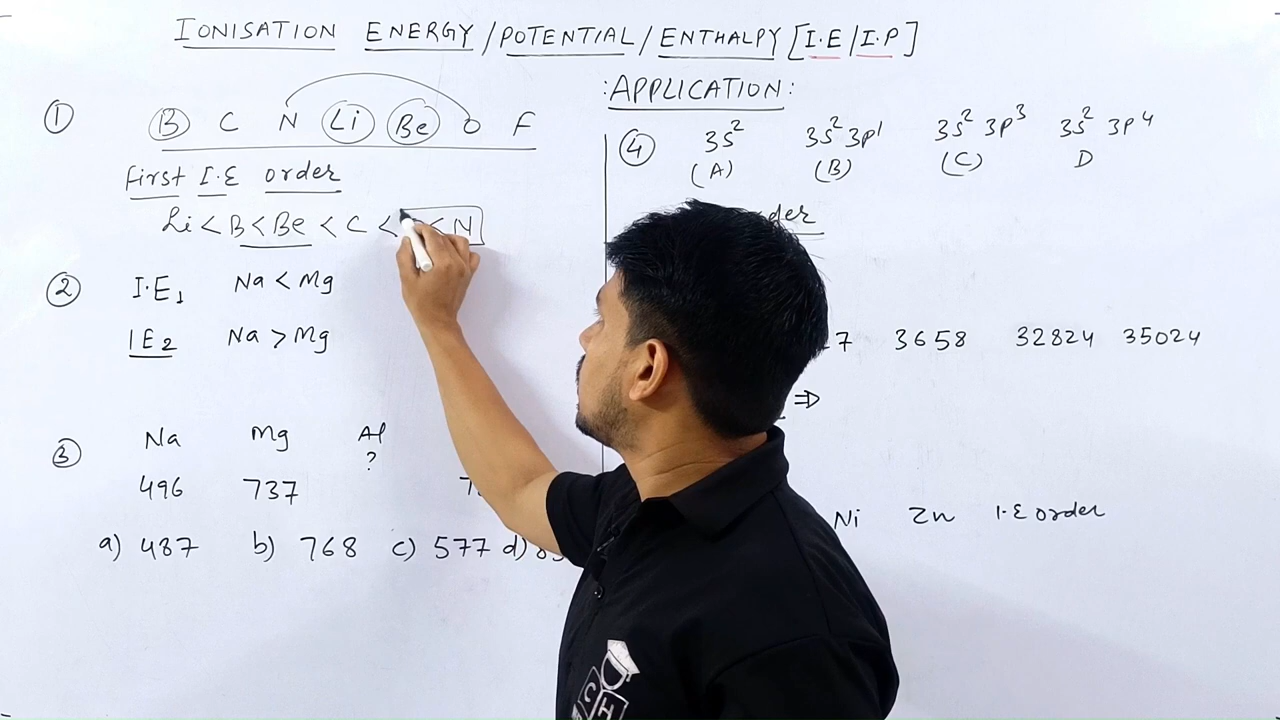 IONISATION ENERGY/POTENTIAL/ENTHALPY [I.E/I.P]
:APPLICATION:
① B C N Li Be O F
First I.E order
Li < B < Be < C < < N
② I.E₁ Na < Mg
IE₂ Na > Mg
③ Na Mg Al
?
496 737
a) 487 b) 768 c) 577 d)
④ 3s² 3s² 3p¹ 3s² 3p³ 3s² 3p⁴
(A) (B) (C) D
3658 32824 35024
⇒
Ni Zn I.E order